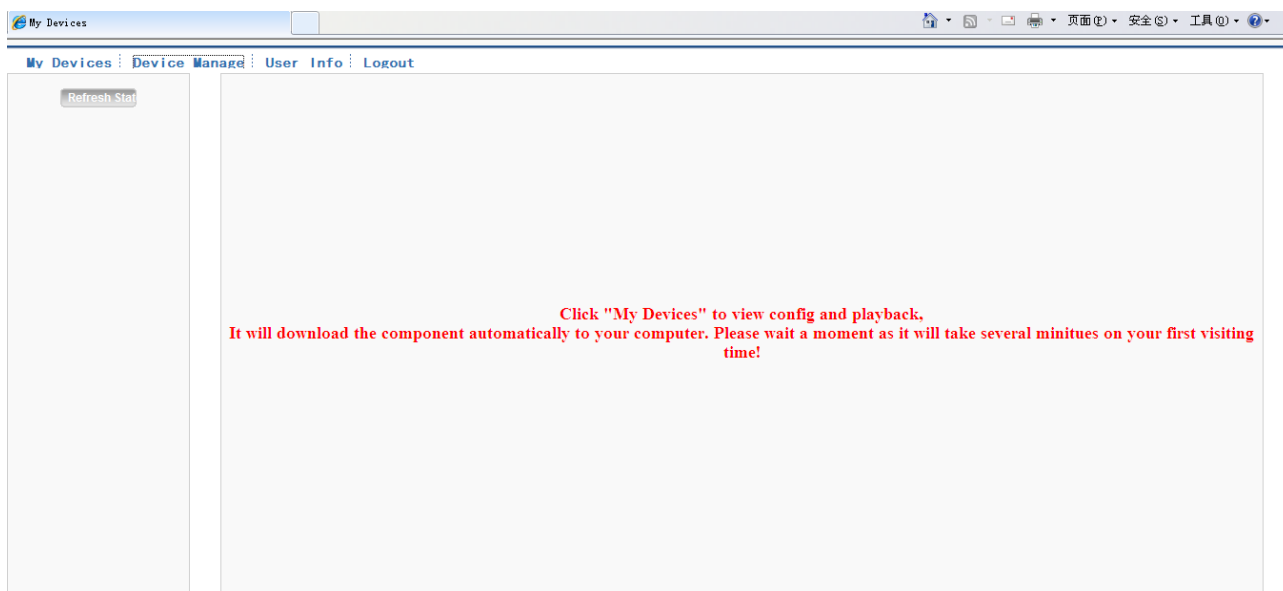 My Devices
页面(P) 安全(S) 工具(O)
My Devices Device Manage User Info Logout
Refresh Stat
Click "My Devices" to view config and playback,
It will download the component automatically to your computer. Please wait a moment as it will take several minitues on your first visiting
time!